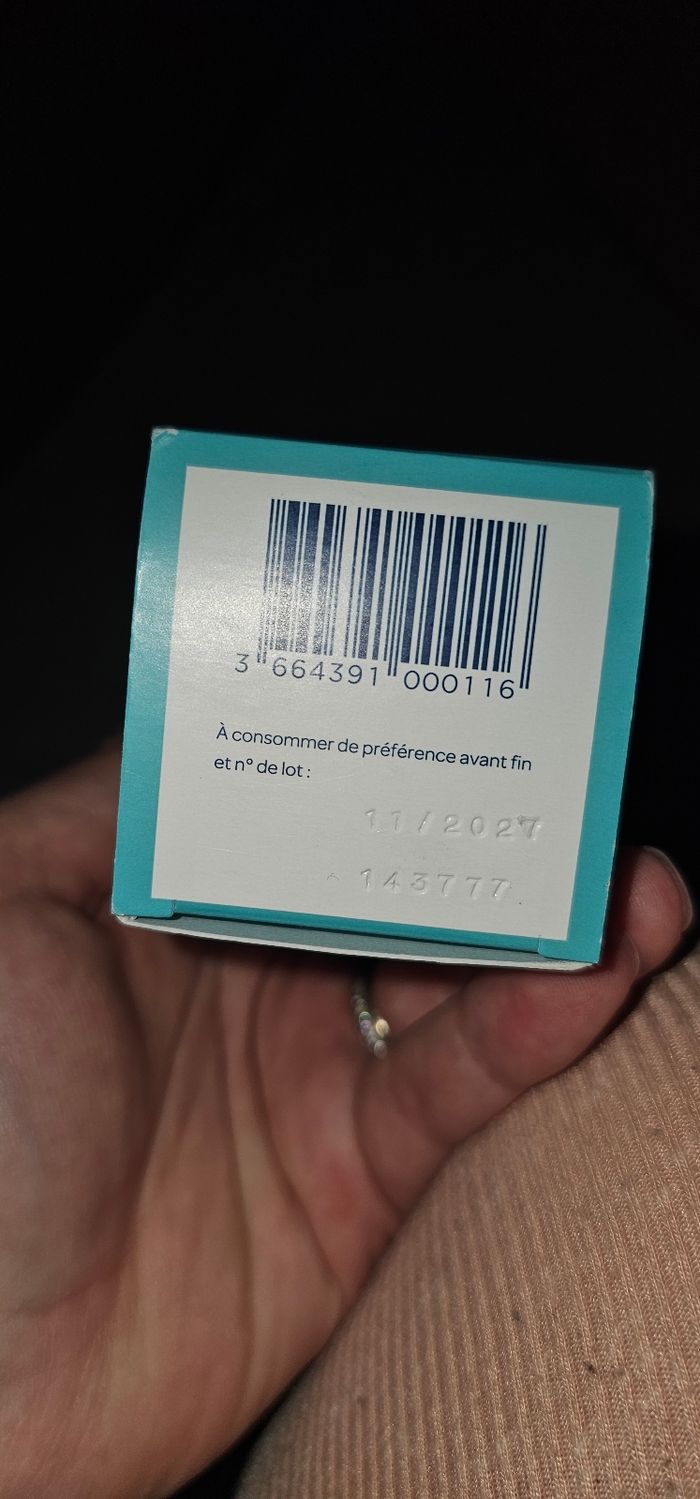 3 664391 000116
À consommer de préférence avant fin
et n° de lot :
11/2027
143777